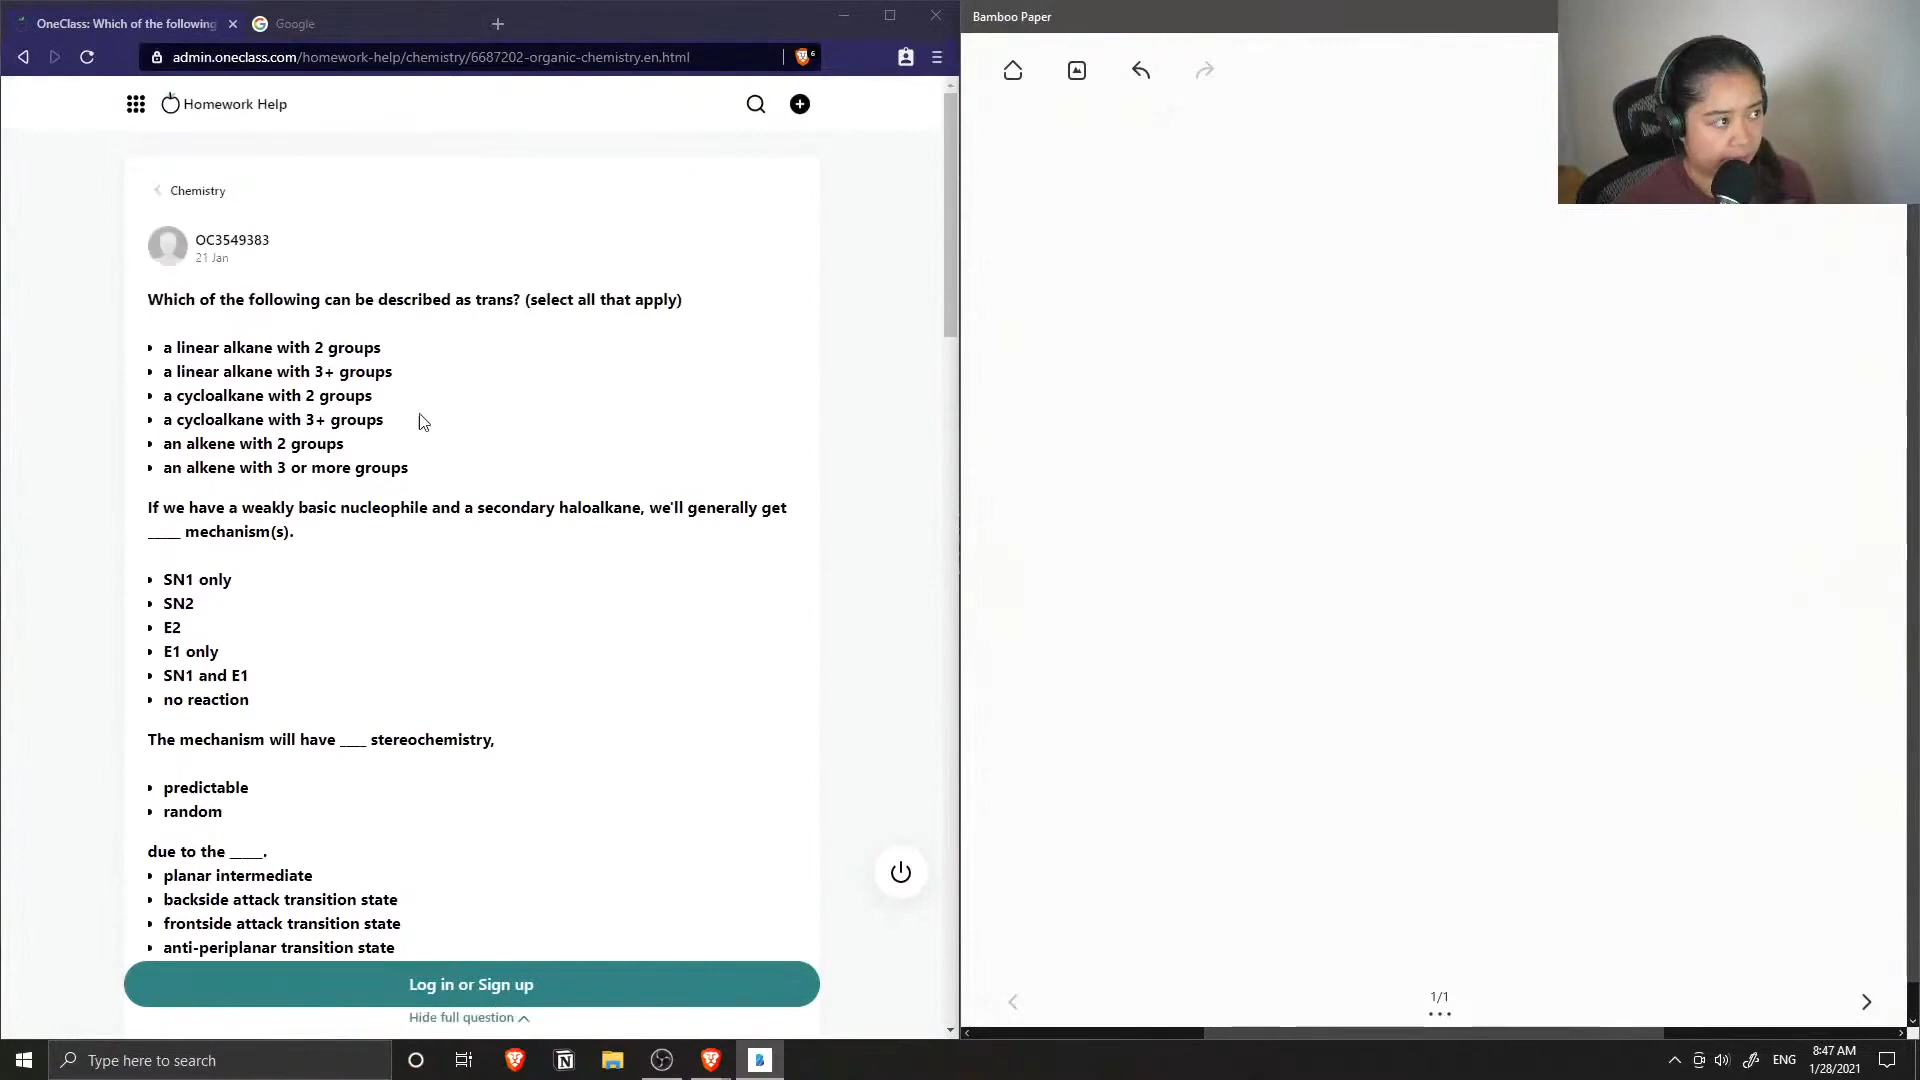 OneClass: Which of the following
Google
Bamboo Paper
admin.oneclass.com/homework-help/chemistry/6687202-organic-chemistry.en.html
6
Homework Help
Chemistry
OC3549383
21 Jan
Which of the following can be described as trans? (select all that apply)
• a linear alkane with 2 groups
• a linear alkane with 3+ groups
• a cycloalkane with 2 groups
• a cycloalkane with 3+ groups
• an alkene with 2 groups
• an alkene with 3 or more groups
If we have a weakly basic nucleophile and a secondary haloalkane, we'll generally get
_____ mechanism(s).
• SN1 only
• SN2
• E2
• E1 only
• SN1 and E1
• no reaction
The mechanism will have ____ stereochemistry,
• predictable
• random
due to the _____.
• planar intermediate
• backside attack transition state
• frontside attack transition state
• anti-periplanar transition state
Log in or Sign up
Hide full question
1/1
Type here to search
ENG
8:47 AM
1/28/2021